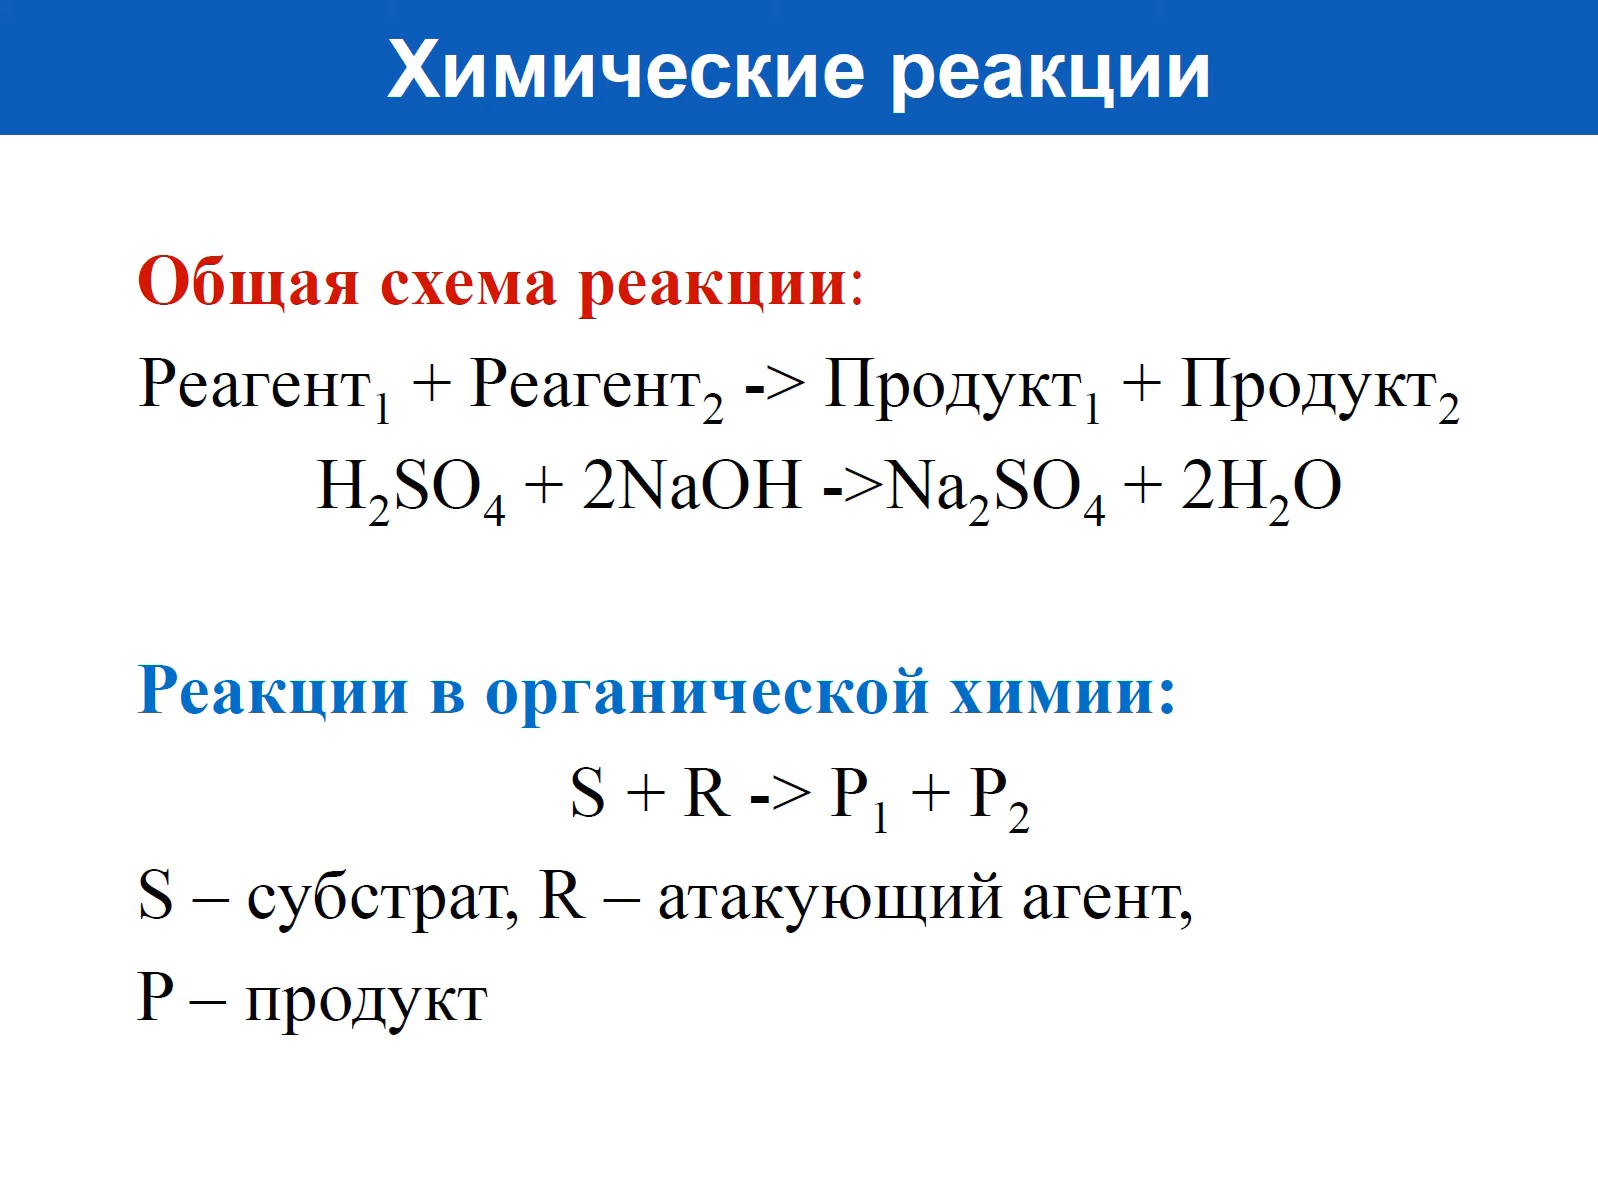 Химические реакции
Общая схема реакции:
Реагент₁ + Реагент₂ -> Продукт₁ + Продукт₂
H₂SO₄ + 2NaOH ->Na₂SO₄ + 2H₂O
Реакции в органической химии:
S + R -> P₁ + P₂
S – субстрат, R – атакующий агент,
P – продукт